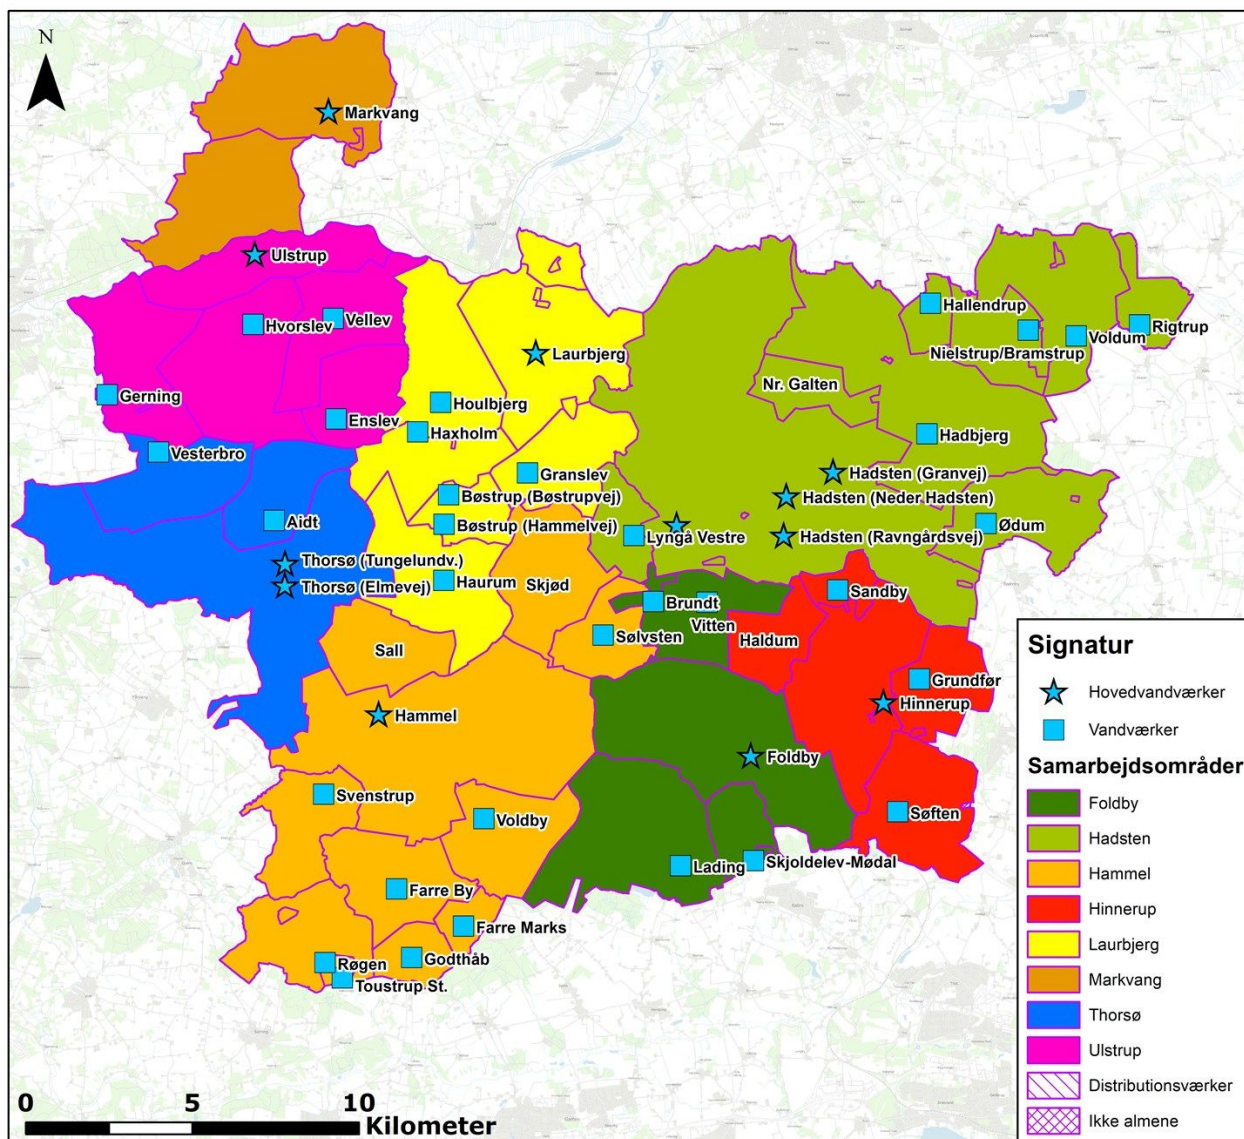 N
Markvang
Ulstrup
Hvorslev
Vellev
Gerning
Enslev
Vesterbro
Aidt
Thorsø (Tungelundv.)
Thorsø (Elmevej)
Laurbjerg
Houlbjerg
Haxholm
Granslev
Bøstrup (Bøstrupvej)
Bøstrup (Hammelvej)
Haurum
Skjød
Sall
Sølvsten
Hallendrup
Nielstrup/Bramstrup
Voldum
Rigtrup
Nr. Galten
Hadbjerg
Hadsten (Granvej)
Hadsten (Neder Hadsten)
Hadsten (Ravngårdsvej)
Ødum
Lyngå Vestre
Brundt
Vitten
Sandby
Haldum
Grundfør
Hinnerup
Hammel
Foldby
Svenstrup
Voldby
Søften
Lading
Skjoldelev-Mødal
Farre By
Farre Marks
Godthåb
Røgen
Toustrup St.
Signatur
Hovedvandværker
Vandværker
Samarbejdsområder
Foldby
Hadsten
Hammel
Hinnerup
Laurbjerg
Markvang
Thorsø
Ulstrup
Distributionsværker
Ikke almene
0 5 10
Kilometer